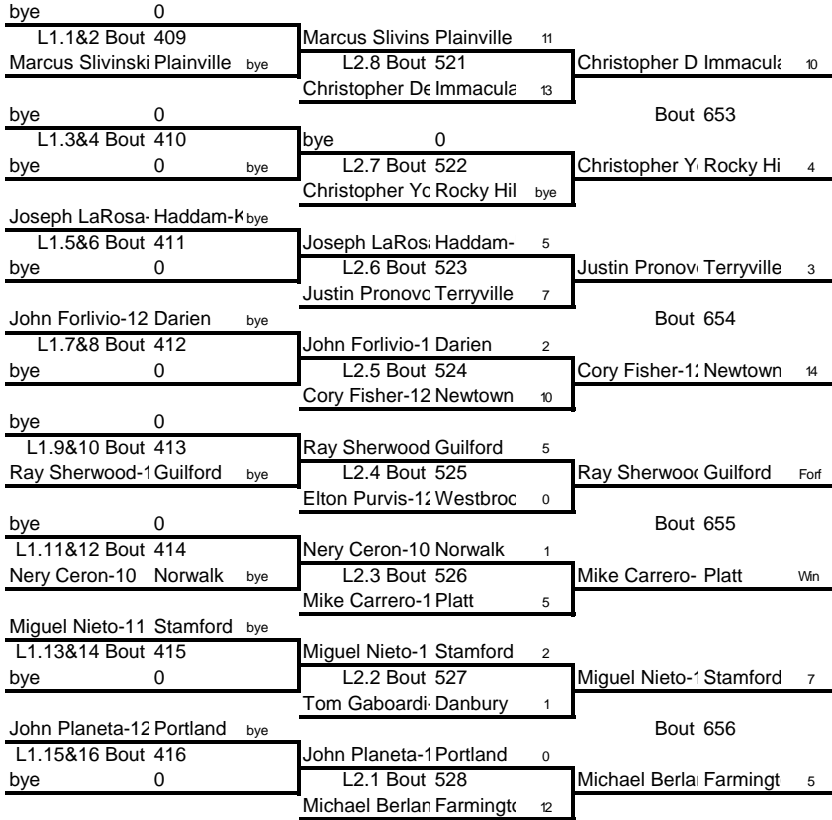 bye 0
L1.1&2 Bout 409 Marcus Slivins Plainville 11
Marcus Slivinski Plainville bye L2.8 Bout 521 Christopher D Immacula 10
Christopher De Immacula 13
bye 0 Bout 653
L1.3&4 Bout 410 bye 0
bye 0 bye L2.7 Bout 522 Christopher Y Rocky Hi 4
Christopher Yc Rocky Hil bye
Joseph LaRosa- Haddam-K bye
L1.5&6 Bout 411 Joseph LaRos Haddam- 5
bye 0 L2.6 Bout 523 Justin Pronov Terryville 3
Justin Pronovo Terryville 7
John Forlivio-12 Darien bye Bout 654
L1.7&8 Bout 412 John Forlivio-1 Darien 2
bye 0 L2.5 Bout 524 Cory Fisher-12 Newtown 14
Cory Fisher-12 Newtown 10
bye 0
L1.9&10 Bout 413 Ray Sherwood Guilford 5
Ray Sherwood-1 Guilford bye L2.4 Bout 525 Ray Sherwood Guilford Forf
Elton Purvis-12 Westbroo 0
bye 0 Bout 655
L1.11&12 Bout 414 Nery Ceron-10 Norwalk 1
Nery Ceron-10 Norwalk bye L2.3 Bout 526 Mike Carrero- Platt Win
Mike Carrero-1 Platt 5
Miguel Nieto-11 Stamford bye
L1.13&14 Bout 415 Miguel Nieto-1 Stamford 2
bye 0 L2.2 Bout 527 Miguel Nieto-1 Stamford 7
Tom Gaboardi- Danbury 1
John Planeta-12 Portland bye Bout 656
L1.15&16 Bout 416 John Planeta-1 Portland 0
bye 0 L2.1 Bout 528 Michael Berla Farmingt 5
Michael Berlan Farmingto 12